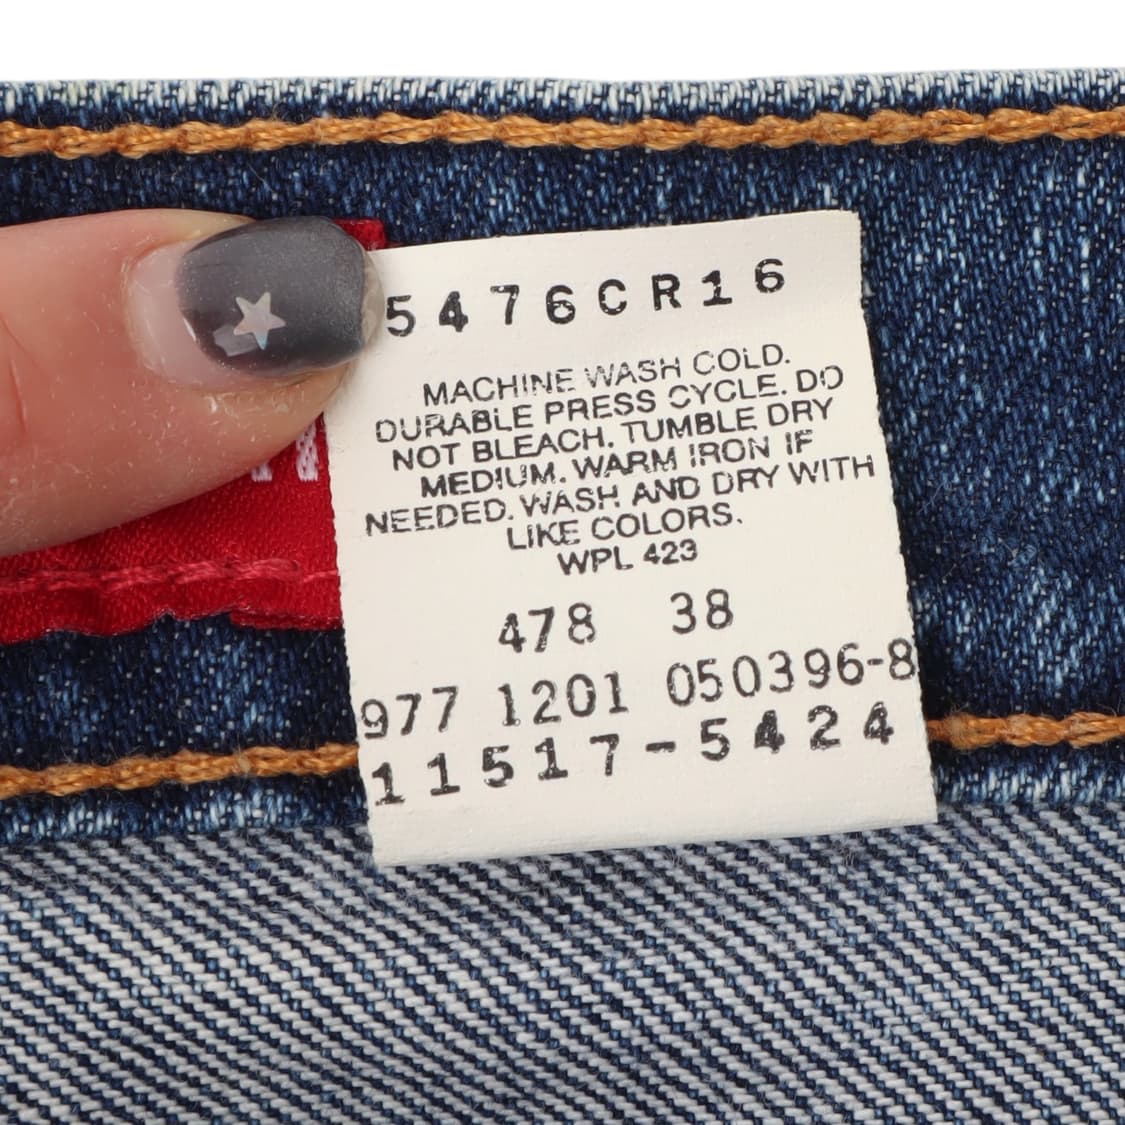 5476CR16
MACHINE WASH COLD.
DURABLE PRESS CYCLE. DO
NOT BLEACH. TUMBLE DRY
MEDIUM. WARM IRON IF
NEEDED. WASH AND DRY WITH
LIKE COLORS.
WPL 423
478 38
977 1201 050396-8
11517-5424